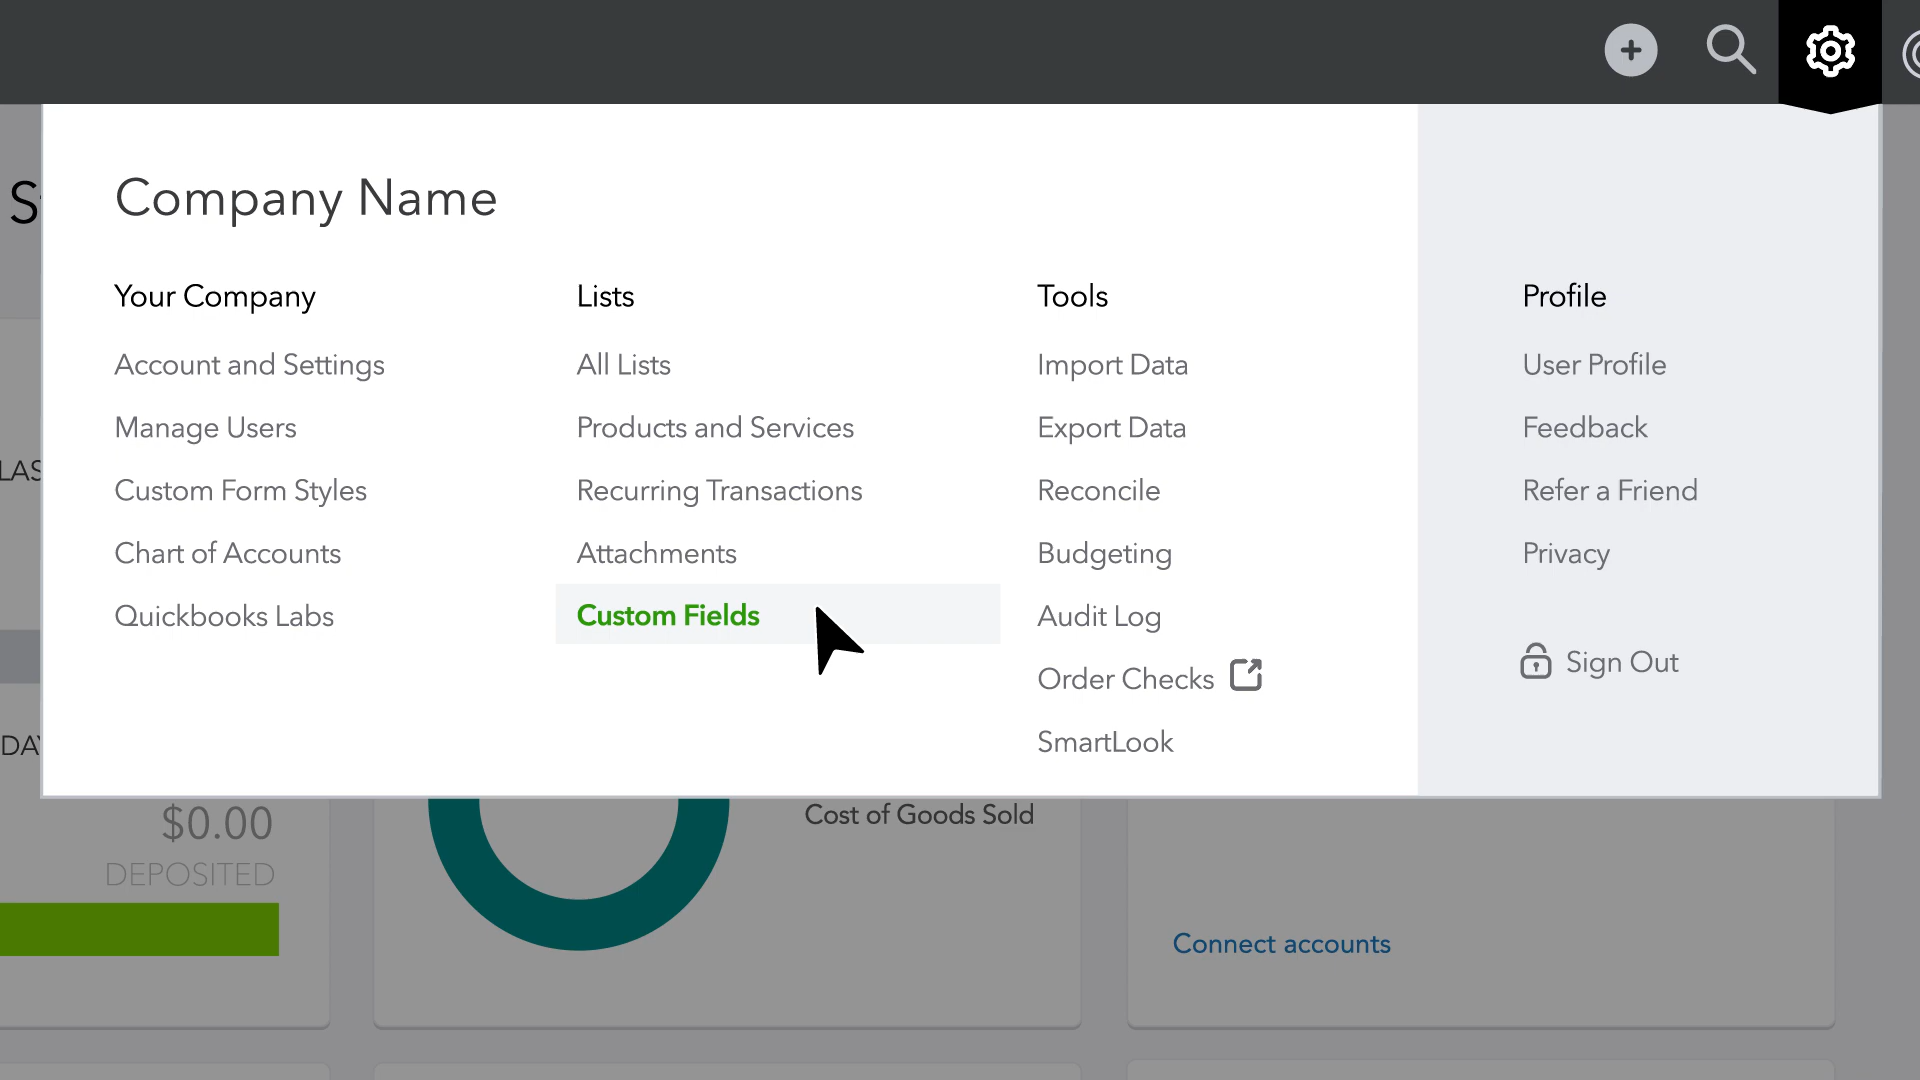 Company Name
Your Company
Account and Settings
Manage Users
Custom Form Styles
Chart of Accounts
Quickbooks Labs
Lists
All Lists
Products and Services
Recurring Transactions
Attachments
Custom Fields
Tools
Import Data
Export Data
Reconcile
Budgeting
Audit Log
Order Checks
SmartLook
Profile
User Profile
Feedback
Refer a Friend
Privacy
Sign Out
$0.00
DEPOSITED
Cost of Goods Sold
Connect accounts